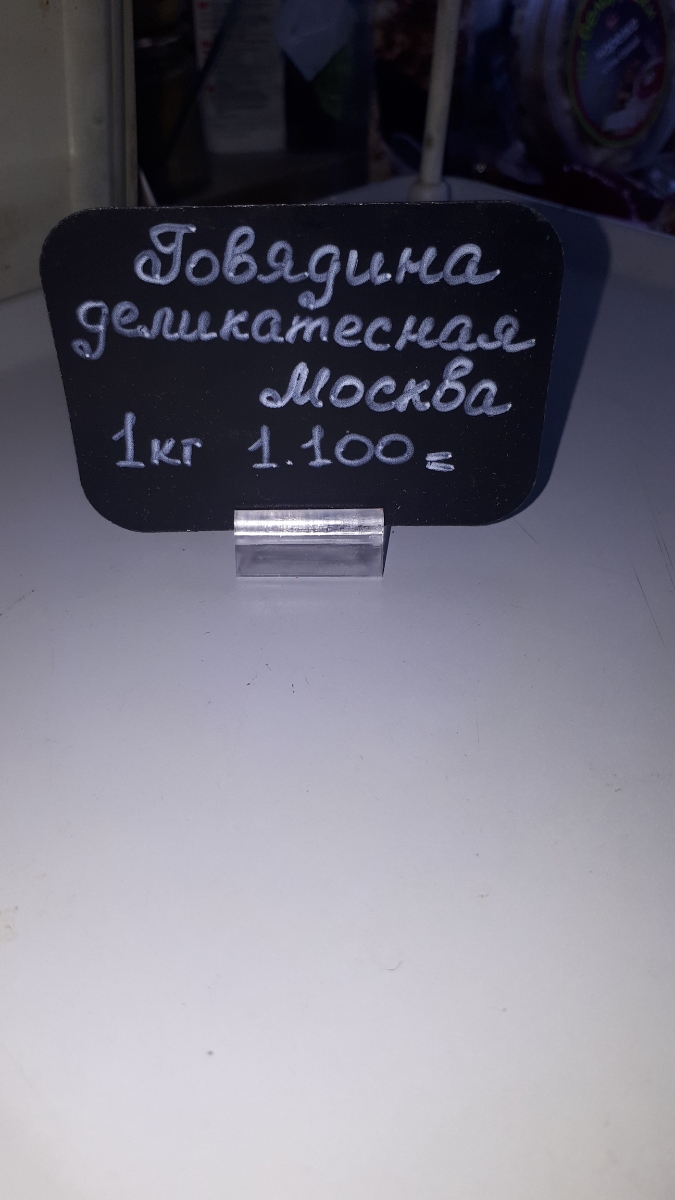 Говядина
деликатесная
Москва
1кг 1.100=